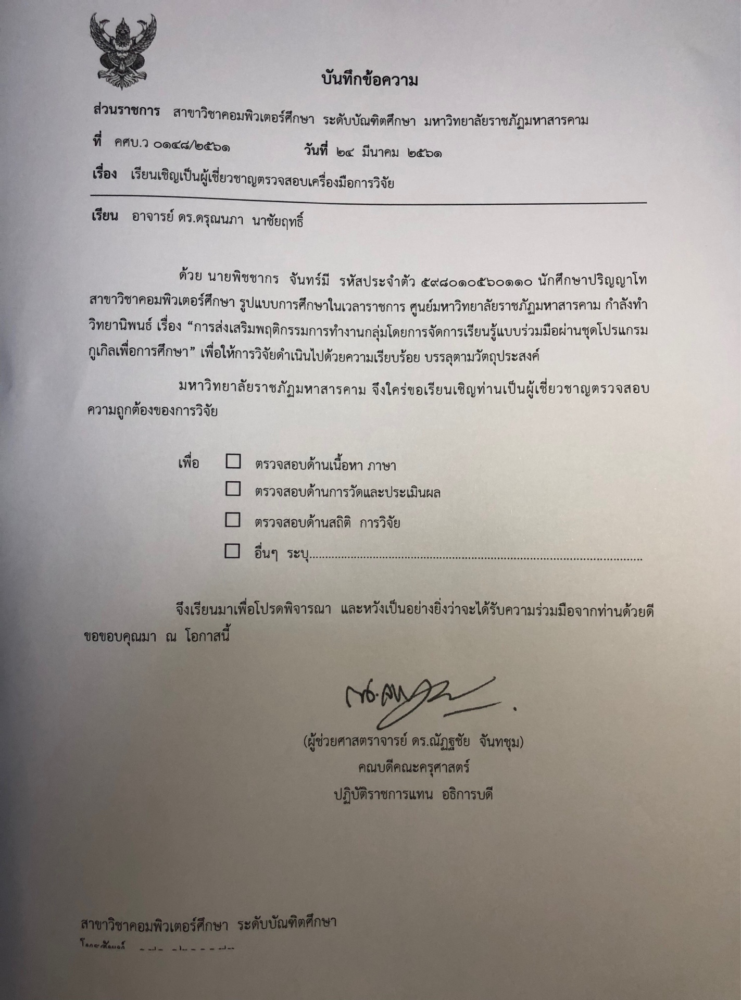 บันทึกข้อความ
ส่วนราชการ สาขาวิชาคอมพิวเตอร์ศึกษา ระดับบัณฑิตศึกษา มหาวิทยาลัยราชภัฏมหาสารคาม
ที่ คศบ.ว ๐๑๔๘/๒๕๖๑ วันที่ ๒๔ มีนาคม ๒๕๖๑
เรื่อง เรียนเชิญเป็นผู้เชี่ยวชาญตรวจสอบเครื่องมือการวิจัย
เรียน อาจารย์ ดร.ดรุณนภา นาชัยฤทธิ์
ด้วย นายพิชชากร จันทร์มี รหัสประจำตัว ๕๙๘๐๑๐๕๖๐๑๑๐ นักศึกษาปริญญาโท
สาขาวิชาคอมพิวเตอร์ศึกษา รูปแบบการศึกษาในเวลาราชการ ศูนย์มหาวิทยาลัยราชภัฏมหาสารคาม กำลังทำ
วิทยานิพนธ์ เรื่อง “การส่งเสริมพฤติกรรมการทำงานกลุ่มโดยการจัดการเรียนรู้แบบร่วมมือผ่านชุดโปรแกรม
กูเกิลเพื่อการศึกษา” เพื่อให้การวิจัยดำเนินไปด้วยความเรียบร้อย บรรลุตามวัตถุประสงค์
มหาวิทยาลัยราชภัฏมหาสารคาม จึงใคร่ขอเรียนเชิญท่านเป็นผู้เชี่ยวชาญตรวจสอบ
ความถูกต้องของการวิจัย
เพื่อ ☐ ตรวจสอบด้านเนื้อหา ภาษา
☐ ตรวจสอบด้านการวัดและประเมินผล
☐ ตรวจสอบด้านสถิติ การวิจัย
☐ อื่นๆ ระบุ..........................................................................................................
จึงเรียนมาเพื่อโปรดพิจารณา และหวังเป็นอย่างยิ่งว่าจะได้รับความร่วมมือจากท่านด้วยดี
ขอขอบคุณมา ณ โอกาสนี้
(ผู้ช่วยศาสตราจารย์ ดร.ณัฏฐชัย จันทชุม)
คณบดีคณะครุศาสตร์
ปฏิบัติราชการแทน อธิการบดี
สาขาวิชาคอมพิวเตอร์ศึกษา ระดับบัณฑิตศึกษา